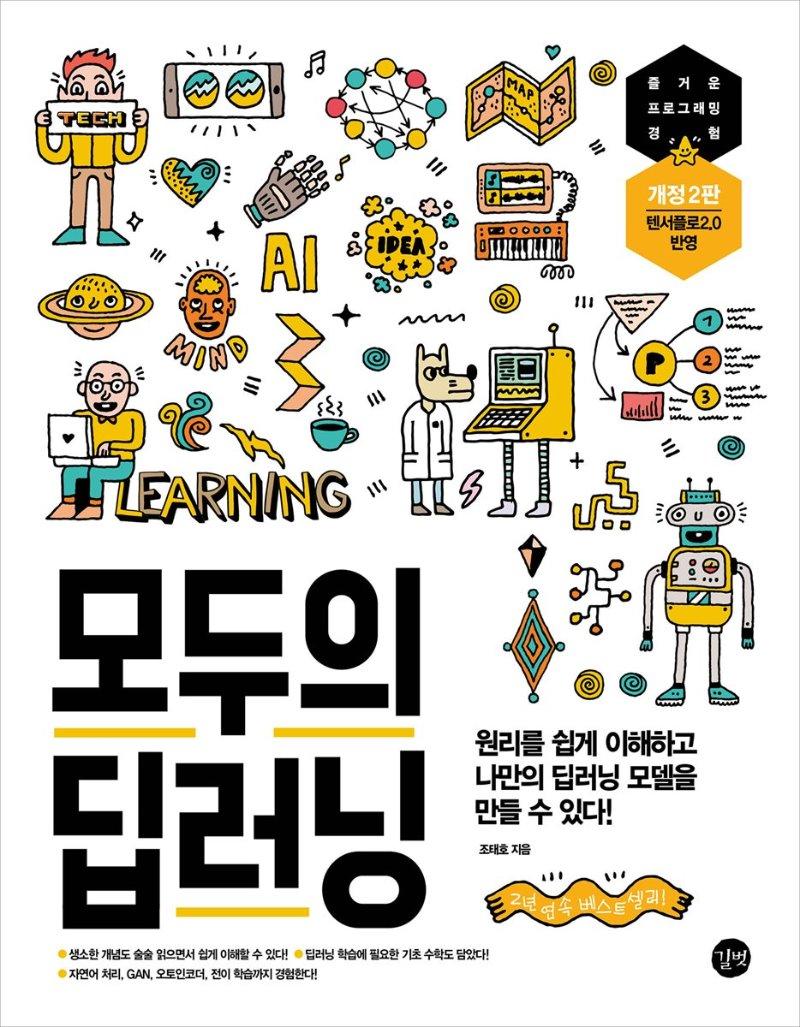 TECH
MAP
즐거운
프로그래밍
경험
개정 2판
텐서플로2.0
반영
AI
IDEA
MIND
P
1
2
3
LEARNING
모두의
딥러닝
원리를 쉽게 이해하고
나만의 딥러닝 모델을
만들 수 있다!
조태호 지음
2년 연속 베스트셀러!
● 생소한 개념도 술술 읽으면서 쉽게 이해할 수 있다! ● 딥러닝 학습에 필요한 기초 수학도 담았다!
● 자연어 처리, GAN, 오토인코더, 전이 학습까지 경험한다!
길벗